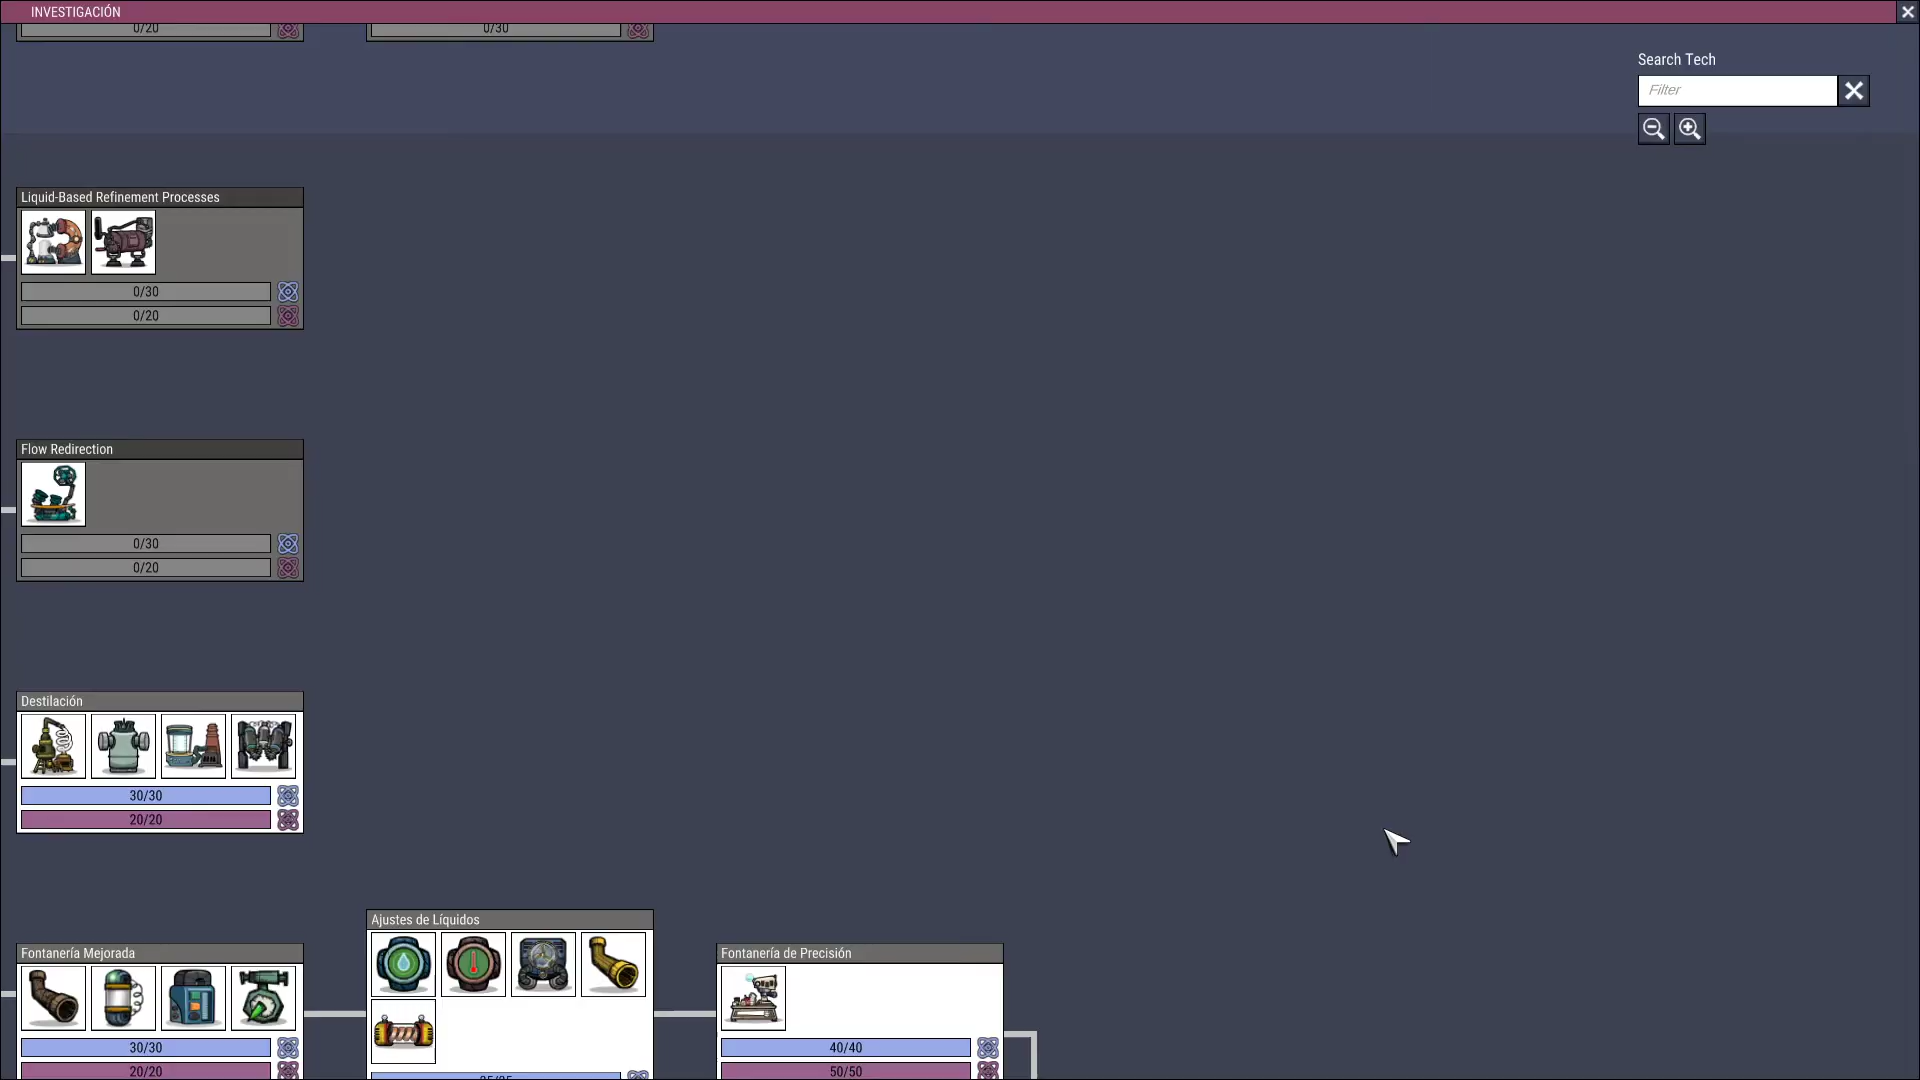 INVESTIGACIÓN
0/20
0/30
Search Tech
Filter
Liquid-Based Refinement Processes
0/30
0/20
Flow Redirection
0/30
0/20
Destilación
30/30
20/20
Fontanería Mejorada
30/30
20/20
Ajustes de Líquidos
Fontanería de Precisión
40/40
50/50